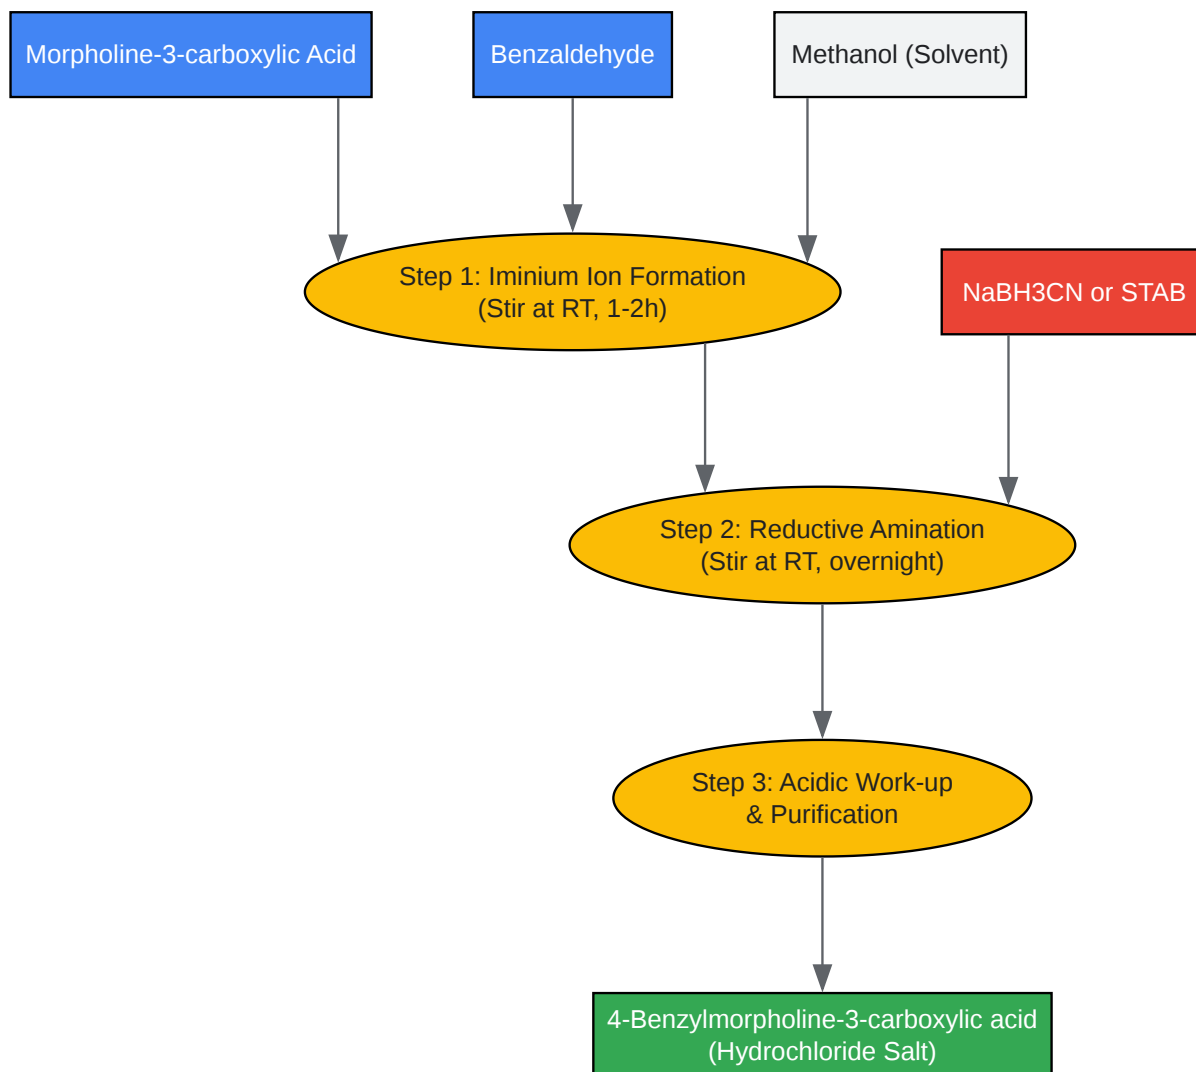 Morpholine-3-carboxylic Acid
Benzaldehyde
Methanol (Solvent)
Step 1: Iminium Ion Formation
(Stir at RT, 1-2h)
NaBH3CN or STAB
Step 2: Reductive Amination
(Stir at RT, overnight)
Step 3: Acidic Work-up
& Purification
4-Benzylmorpholine-3-carboxylic acid
(Hydrochloride Salt)